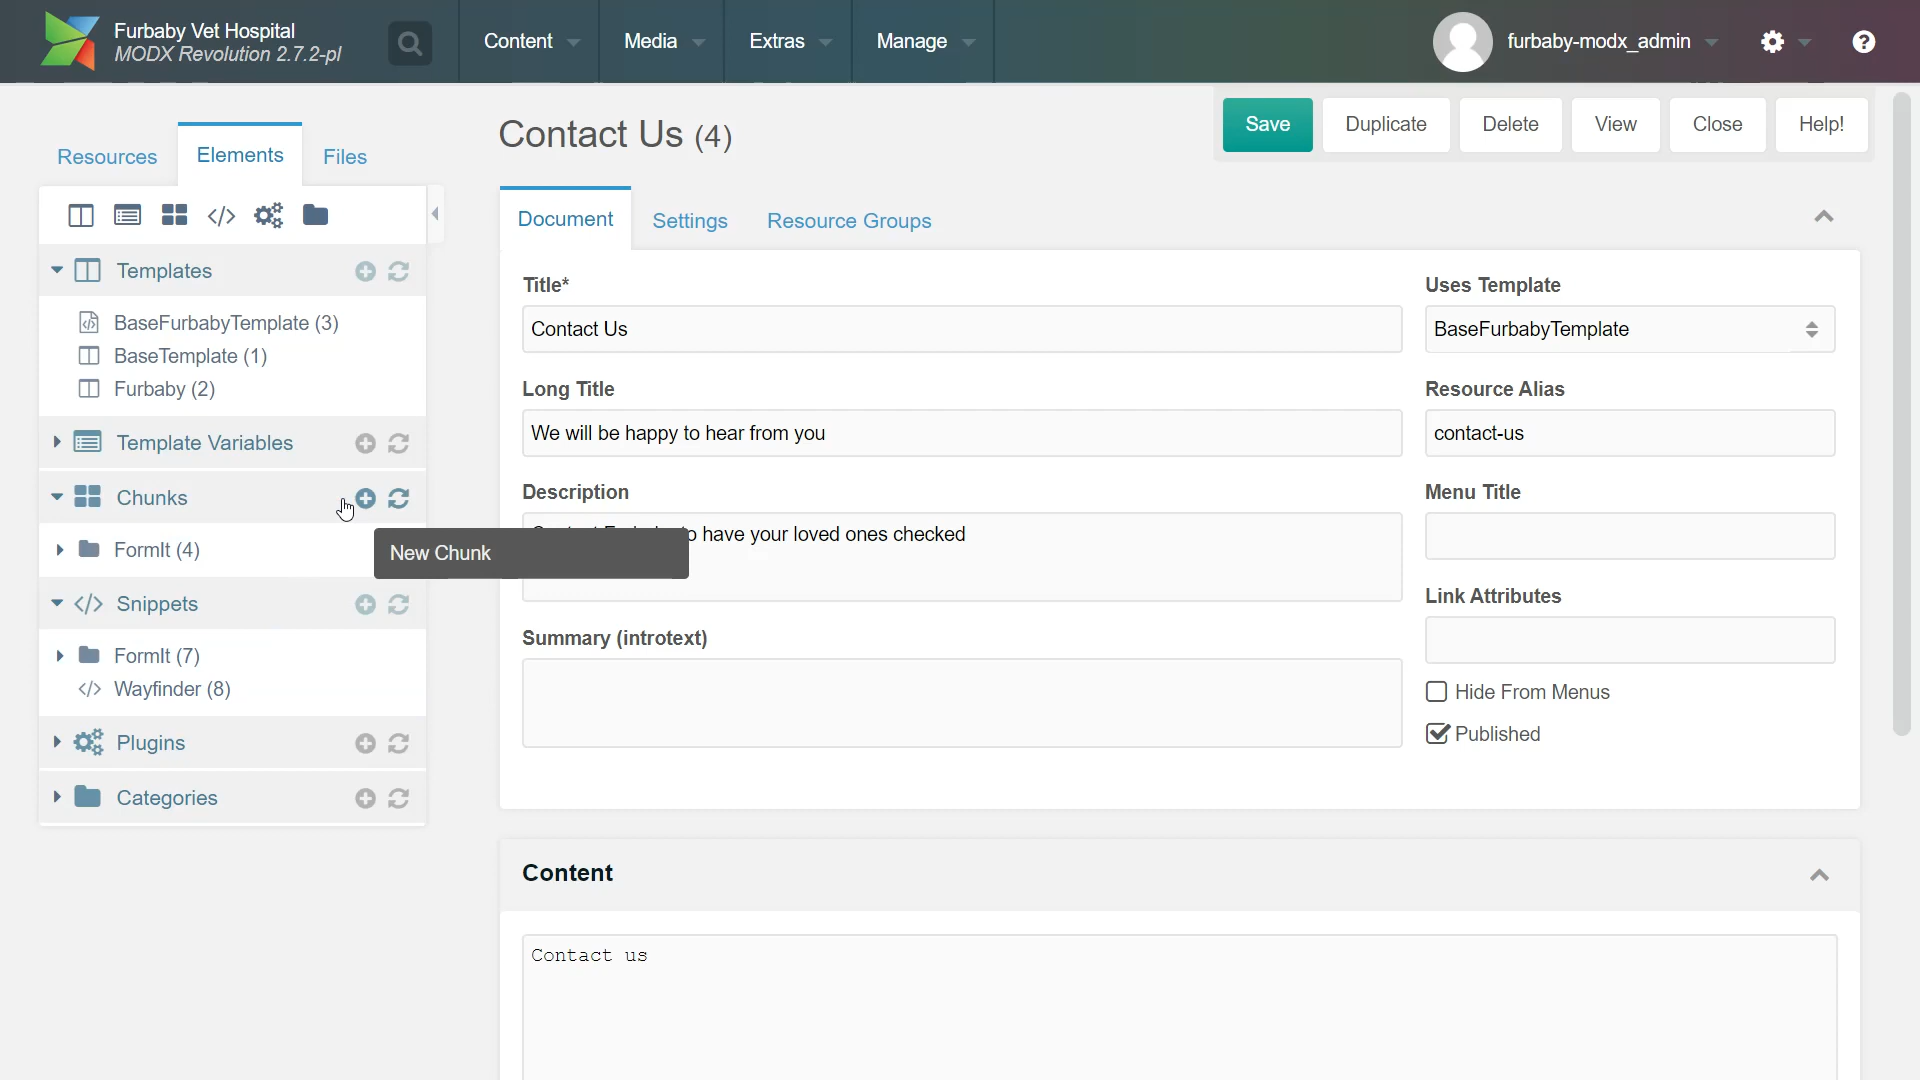 Furbaby Vet Hospital
MODX Revolution 2.7.2-pl
Content
Media
Extras
Manage
furbaby-modx_admin
Resources
Elements
Files
Contact Us (4)
Save
Duplicate
Delete
View
Close
Help!
Document
Settings
Resource Groups
Templates
BaseFurbabyTemplate (3)
BaseTemplate (1)
Furbaby (2)
Template Variables
Chunks
FormIt (4)
New Chunk
Snippets
FormIt (7)
Wayfinder (8)
Plugins
Categories
Title*
Contact Us
Long Title
We will be happy to hear from you
Description
have your loved ones checked
Summary (introtext)
Uses Template
BaseFurbabyTemplate
Resource Alias
contact-us
Menu Title
Link Attributes
Hide From Menus
Published
Content
Contact us